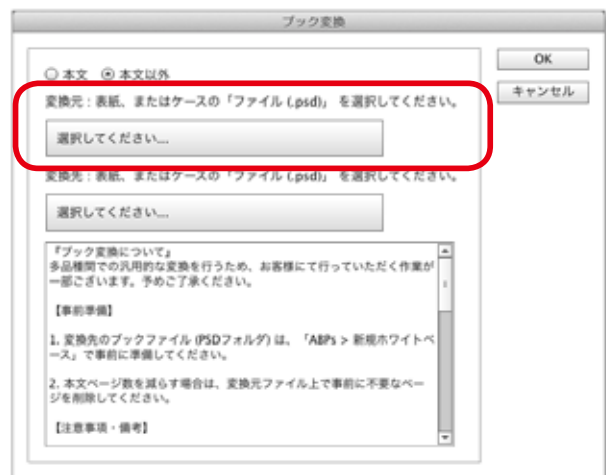 ブック変換
本文 本文以外
OK
キャンセル
変換元：表紙、またはケースの「ファイル (.psd)」 を選択してください。
選択してください...
変換先：表紙、またはケースの「ファイル (.psd)」 を選択してください。
選択してください...
『ブック変換について』
多品種間での汎用的な変換を行うため、お客様にて行っていただく作業が
一部ございます。予めご了承ください。
【事前準備】
1. 変換先のブックファイル (PSDフォルダ) は、「ABPs > 新規ホワイトベ
ース」で事前に準備してください。
2. 本文ページ数を減らす場合は、変換元ファイル上で事前に不要なペー
ジを削除してください。
【注意事項・備考】